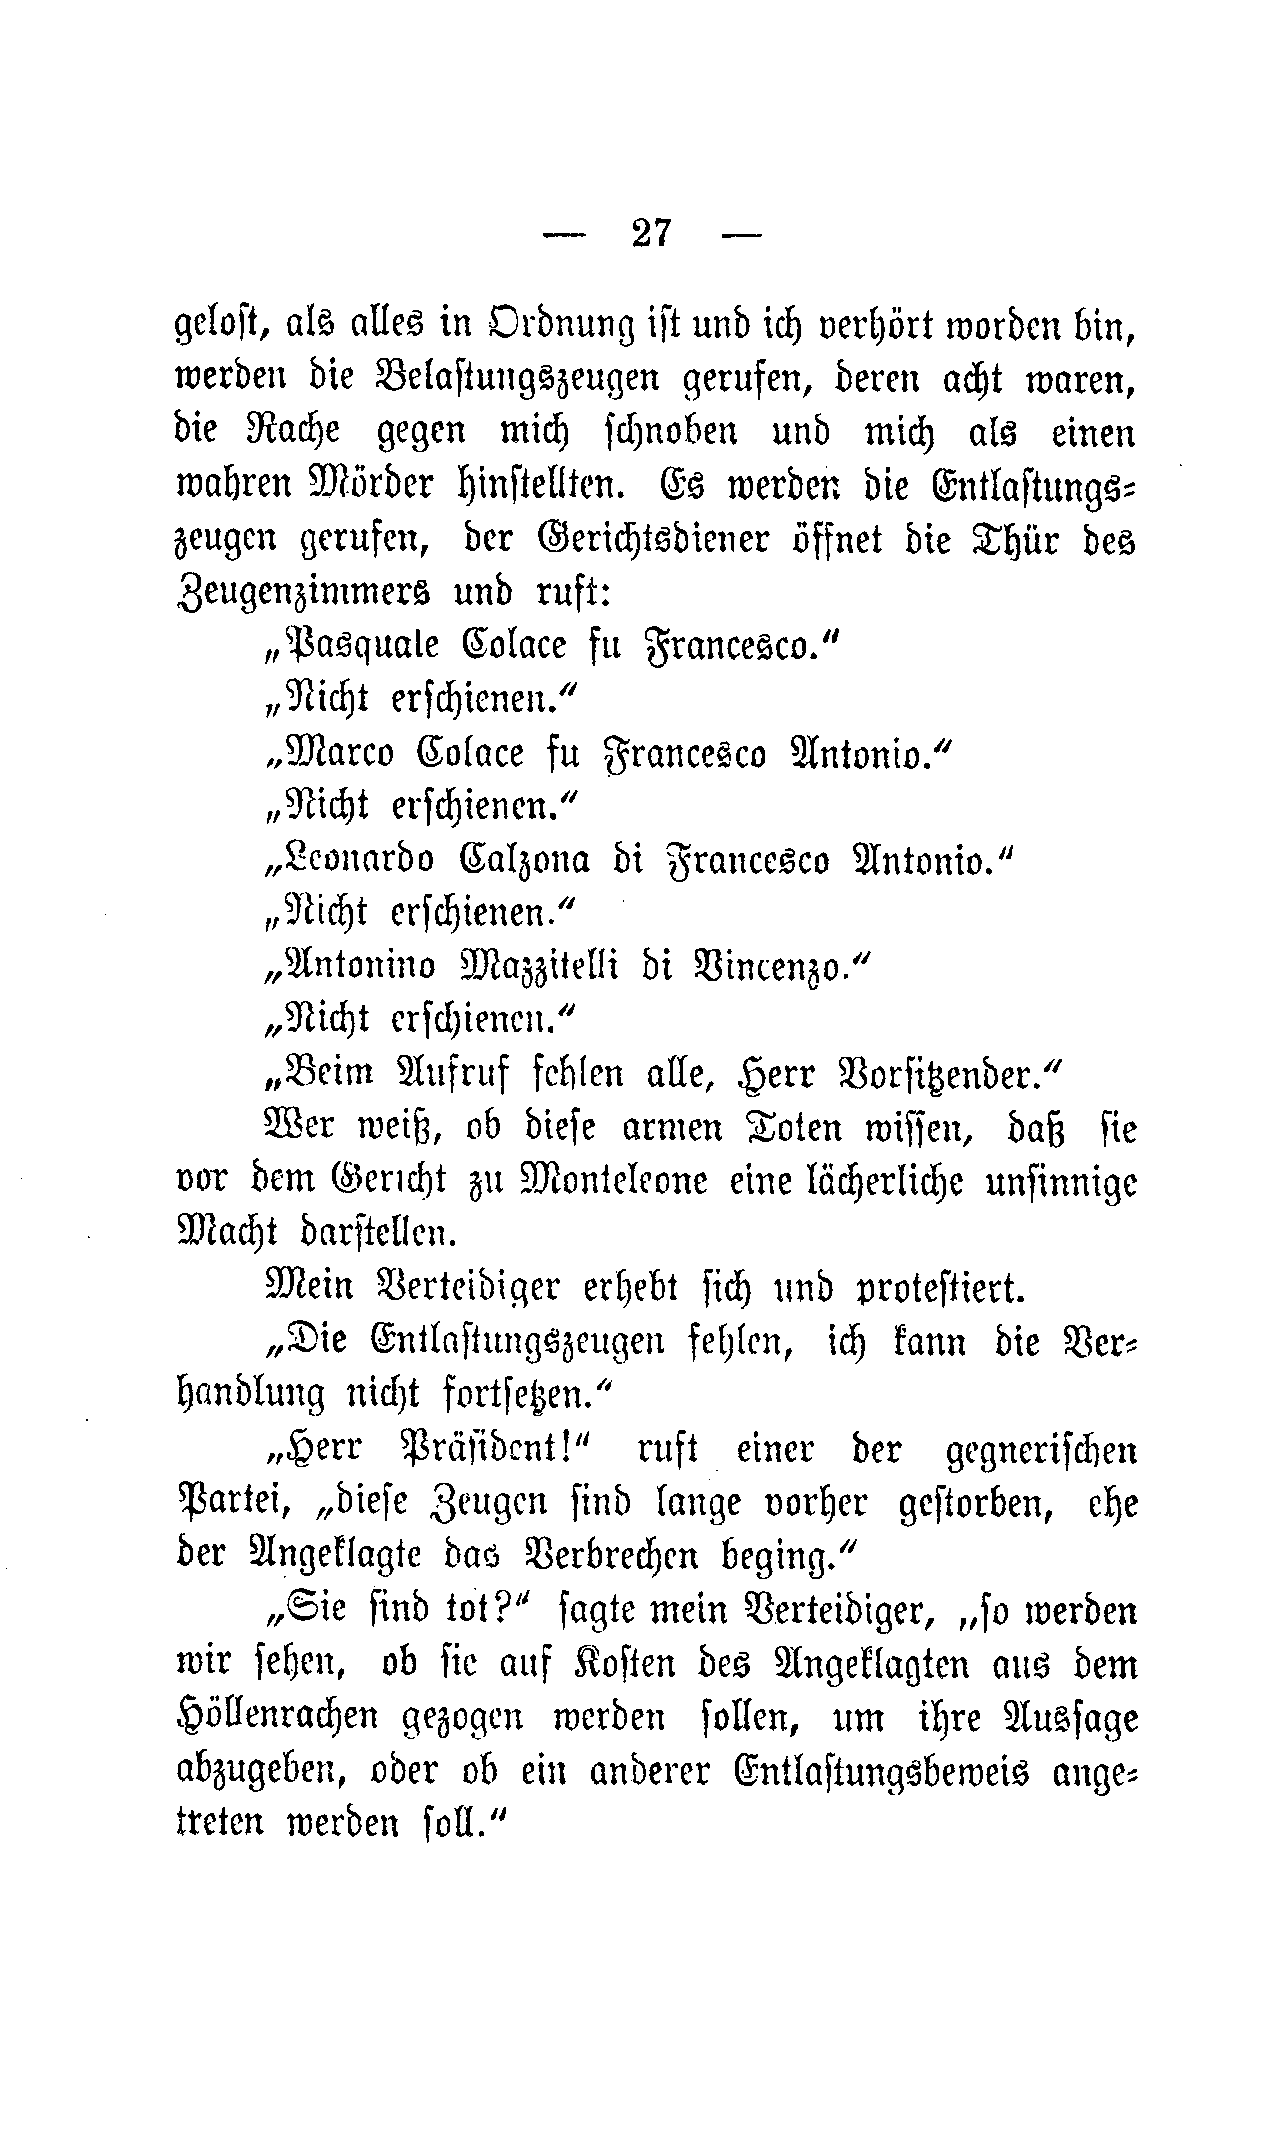 — 27 —
gelost, als alles in Ordnung ist und ich verhört worden bin,
werden die Belastungszeugen gerufen, deren acht waren,
die Rache gegen mich schnoben und mich als einen
wahren Mörder hinstellten. Es werden die Entlastungs-
zeugen gerufen, der Gerichtsdiener öffnet die Thür des
Zeugenzimmers und ruft:
„Pasquale Colace fu Francesco."
„Nicht erschienen."
„Marco Colace fu Francesco Antonio."
„Nicht erschienen."
„Leonardo Calzona di Francesco Antonio."
„Nicht erschienen."
„Antonino Mazzitelli di Vincenzo."
„Nicht erschienen."
„Beim Aufruf fehlen alle, Herr Vorsitzender."
Wer weiß, ob diese armen Toten wissen, daß sie
vor dem Gericht zu Monteleone eine lächerliche unsinnige
Macht darstellen.
Mein Verteidiger erhebt sich und protestiert.
„Die Entlastungszeugen fehlen, ich kann die Ver-
handlung nicht fortsetzen."
„Herr Präsident!" ruft einer der gegnerischen
Partei, „diese Zeugen sind lange vorher gestorben, ehe
der Angeklagte das Verbrechen beging."
„Sie sind tot?" sagte mein Verteidiger, „so werden
wir sehen, ob sie auf Kosten des Angeklagten aus dem
Höllenrachen gezogen werden sollen, um ihre Aussage
abzugeben, oder ob ein anderer Entlastungsbeweis ange-
treten werden soll."